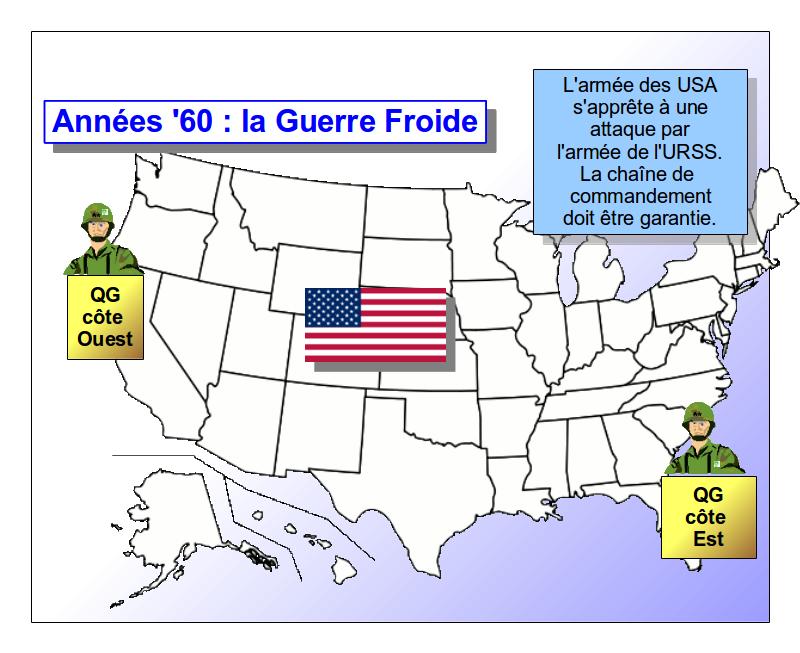 Années '60 : la Guerre Froide
L'armée des USA
s'apprête à une
attaque par
l'armée de l'URSS.
La chaîne de
commandement
doit être garantie.
QG
côte
Ouest
QG
côte
Est